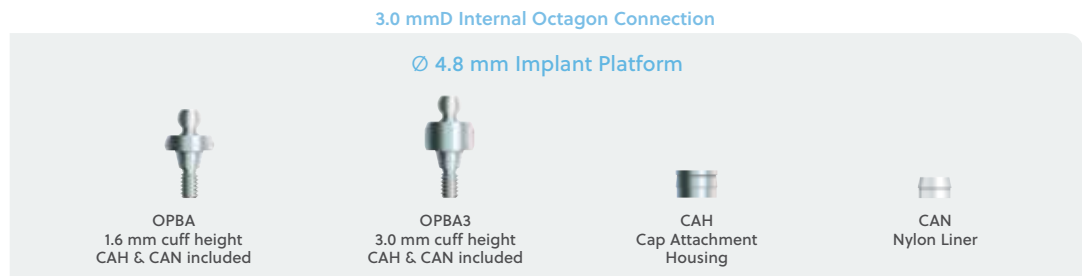 3.0 mmD Internal Octagon Connection
Ø 4.8 mm Implant Platform
OPBA
1.6 mm cuff height
CAH & CAN included
OPBA3
3.0 mm cuff height
CAH & CAN included
CAH
Cap Attachment
Housing
CAN
Nylon Liner